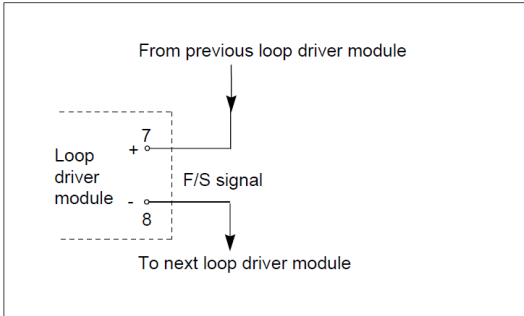 From previous loop driver module
7
+
Loop
driver
module
F/S signal
-
8
To next loop driver module